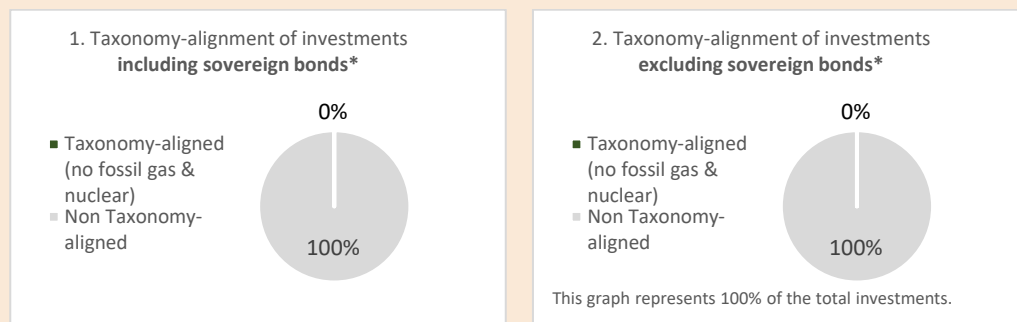 1. Taxonomy-alignment of investments
including sovereign bonds*
0%
Taxonomy-aligned
(no fossil gas &
nuclear)
Non Taxonomy-
aligned
100%
2. Taxonomy-alignment of investments
excluding sovereign bonds*
0%
Taxonomy-aligned
(no fossil gas &
nuclear)
Non Taxonomy-
aligned
100%
This graph represents 100% of the total investments.